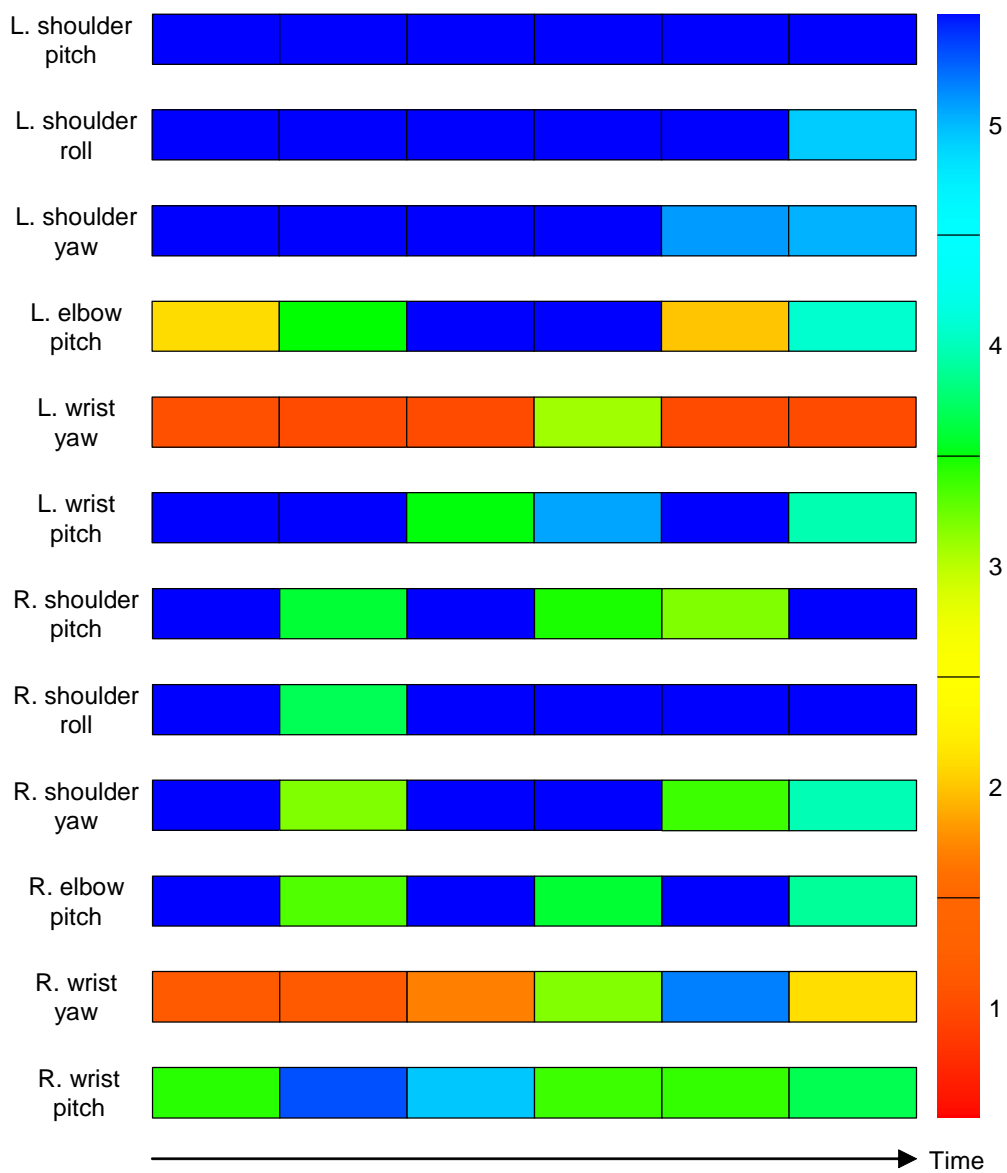 L. shoulder
pitch
L. shoulder
roll
L. shoulder
yaw
L. elbow
pitch
L. wrist
yaw
L. wrist
pitch
R. shoulder
pitch
R. shoulder
roll
R. shoulder
yaw
R. elbow
pitch
R. wrist
yaw
R. wrist
pitch
5
4
3
2
1
Time